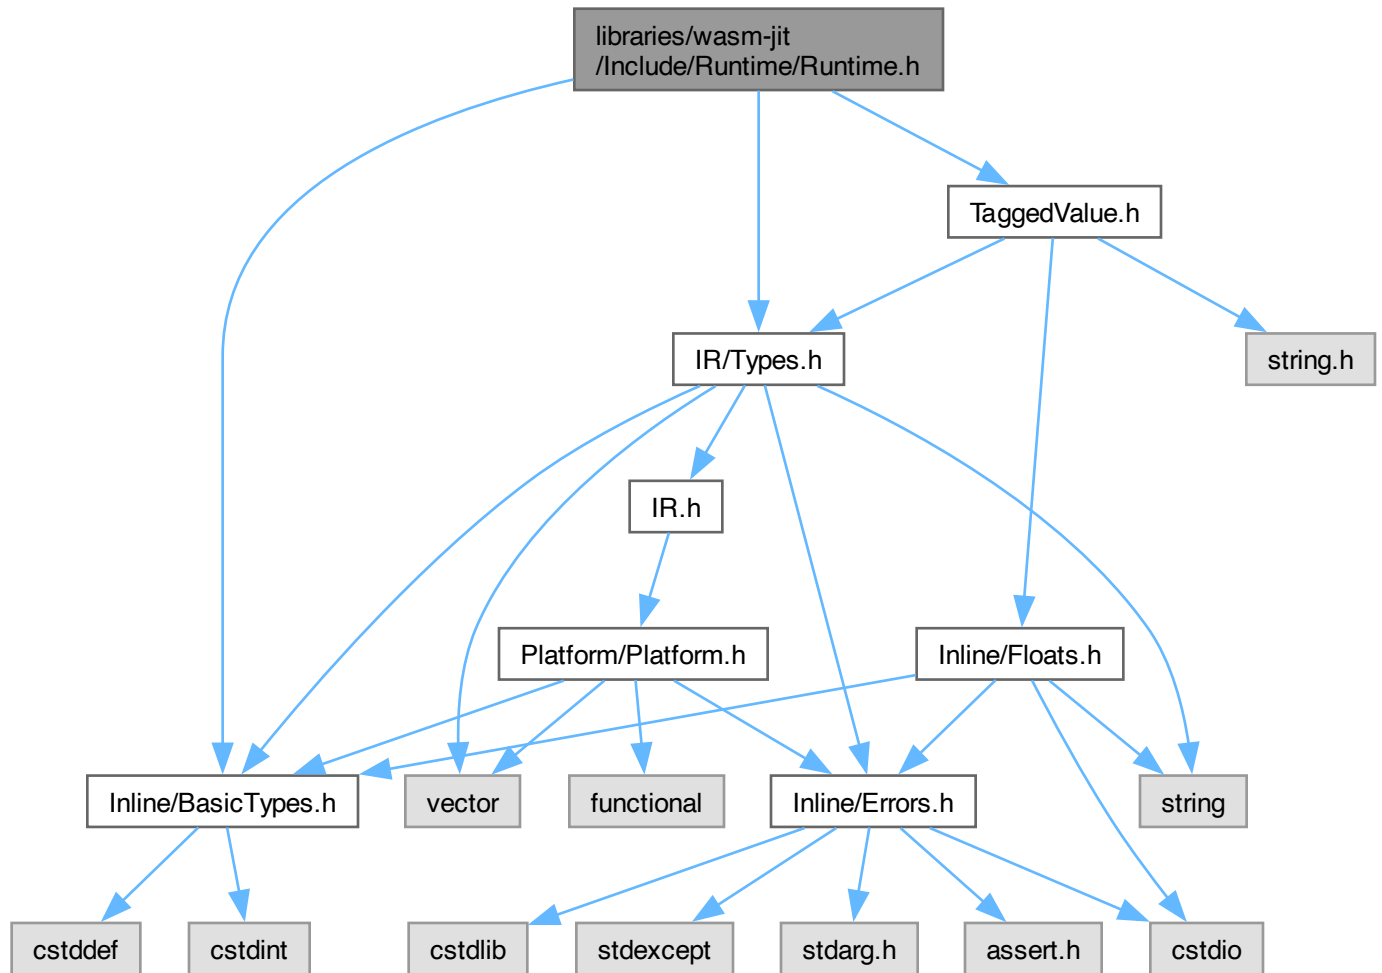 libraries/wasm-jit
/Include/Runtime/Runtime.h
TaggedValue.h
IR/Types.h
string.h
IR.h
Platform/Platform.h
Inline/Floats.h
Inline/BasicTypes.h
vector
functional
Inline/Errors.h
string
cstddef
cstdint
cstdlib
stdexcept
stdarg.h
assert.h
cstdio